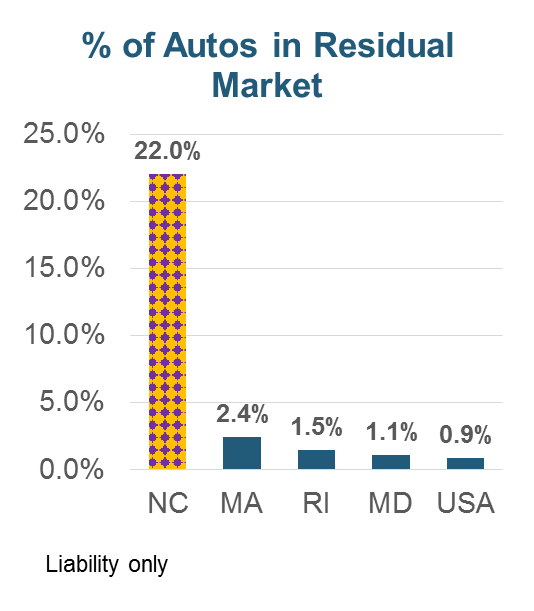 % of Autos in Residual
Market
25.0%
22.0%
20.0%
15.0%
10.0%
5.0%
2.4%
1.5%
1.1%
0.9%
0.0%
NC MA RI MD USA
Liability only